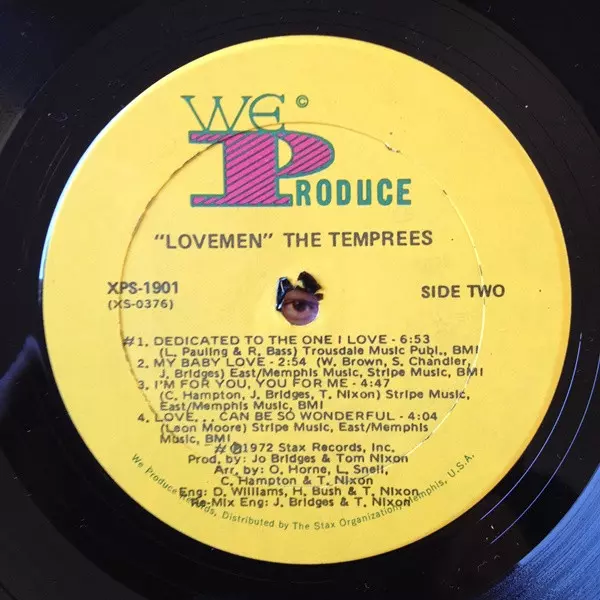 WE ©
PRODUCE
"LOVEMEN" THE TEMPREES
XPS-1901
(XS-0376)
SIDE TWO
#1. DEDICATED TO THE ONE I LOVE - 6:53
(L. Pauling & R. Bass) Trousdale Music Publ., BMI
2. MY BABY LOVE - 2:54 (W. Brown, S. Chandler,
J. Bridges) East/Memphis Music, Stripe Music, BMI
3. I'M FOR YOU, YOU FOR ME - 4:47
(C. Hampton, J. Bridges, T. Nixon) Stripe Music,
East/Memphis Music, BMI
4. LOVE. . . CAN BE SO WONDERFUL - 4:04
(Leon Moore) Stripe Music, East/Memphis
Music, BMI
# ℗1972 Stax Records, Inc.
Prod. by: Jo Bridges & Tom Nixon
Arr. by: O. Horne, L. Snell,
C. Hampton & T. Nixon
Eng: D. Williams, H. Bush & T. Nixon
Re-Mix Eng: J. Bridges & T. Nixon
We Produce Records, Distributed by The Stax Organization, Memphis, U.S.A.